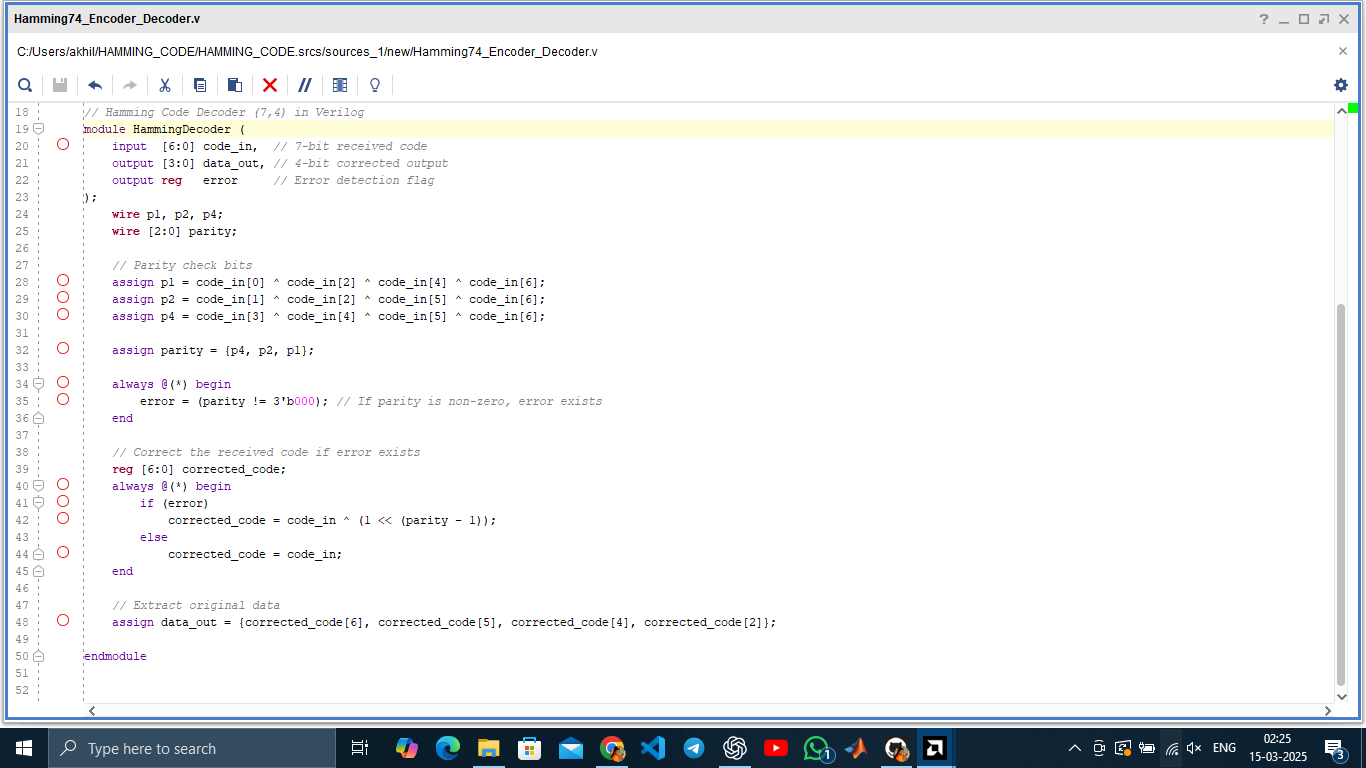 Hamming74_Encoder_Decoder.v
C:/Users/akhil/HAMMING_CODE/HAMMING_CODE.srcs/sources_1/new/Hamming74_Encoder_Decoder.v
18 // Hamming Code Decoder (7,4) in Verilog
19 module HammingDecoder (
20     input  [6:0] code_in,  // 7-bit received code
21     output [3:0] data_out, // 4-bit corrected output
22     output reg   error     // Error detection flag
23 );
24     wire p1, p2, p4;
25     wire [2:0] parity;
26
27     // Parity check bits
28     assign p1 = code_in[0] ^ code_in[2] ^ code_in[4] ^ code_in[6];
29     assign p2 = code_in[1] ^ code_in[2] ^ code_in[5] ^ code_in[6];
30     assign p4 = code_in[3] ^ code_in[4] ^ code_in[5] ^ code_in[6];
31
32     assign parity = {p4, p2, p1};
33
34     always @(*) begin
35         error = (parity != 3'b000); // If parity is non-zero, error exists
36     end
37
38     // Correct the received code if error exists
39     reg [6:0] corrected_code;
40     always @(*) begin
41         if (error)
42             corrected_code = code_in ^ (1 << (parity - 1));
43         else
44             corrected_code = code_in;
45     end
46
47     // Extract original data
48     assign data_out = {corrected_code[6], corrected_code[5], corrected_code[4], corrected_code[2]};
49
50 endmodule
51
52
Type here to search
1
ENG
02:25
15-03-2025
3